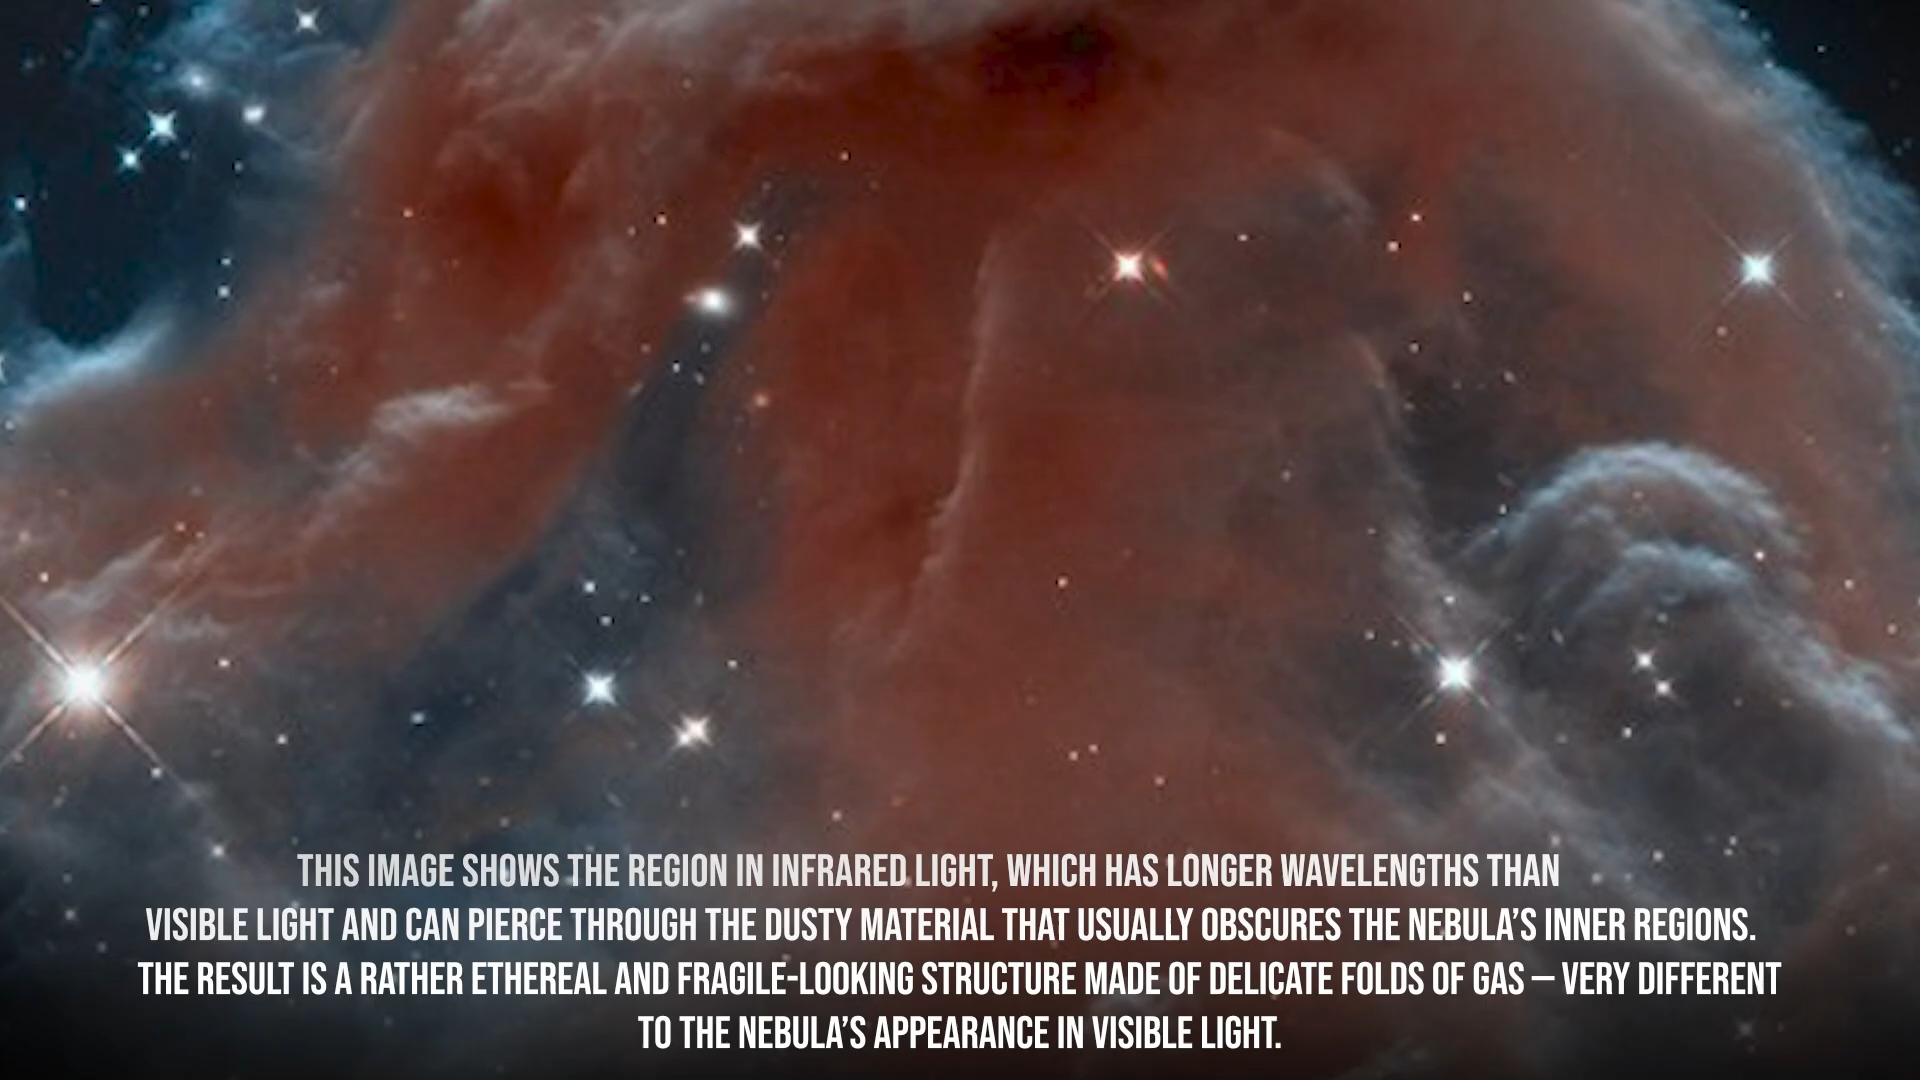 THIS IMAGE SHOWS THE REGION IN INFRARED LIGHT, WHICH HAS LONGER WAVELENGTHS THAN
VISIBLE LIGHT AND CAN PIERCE THROUGH THE DUSTY MATERIAL THAT USUALLY OBSCURES THE NEBULA’S INNER REGIONS.
THE RESULT IS A RATHER ETHEREAL AND FRAGILE-LOOKING STRUCTURE MADE OF DELICATE FOLDS OF GAS — VERY DIFFERENT
TO THE NEBULA’S APPEARANCE IN VISIBLE LIGHT.